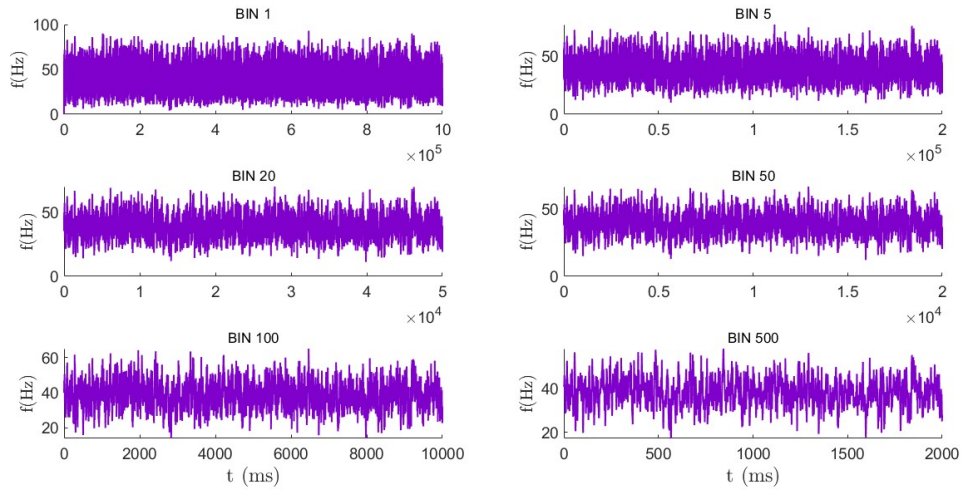 BIN 1
f(Hz)
100
50
0
0 2 4 6 8 10
×10^5
BIN 5
f(Hz)
50
0
0 0.5 1 1.5 2
×10^5
BIN 20
f(Hz)
50
0
0 1 2 3 4 5
×10^4
BIN 50
f(Hz)
50
0
0 0.5 1 1.5 2
×10^4
BIN 100
f(Hz)
60
40
20
0 2000 4000 6000 8000 10000
t (ms)
BIN 500
f(Hz)
40
20
0 500 1000 1500 2000
t (ms)